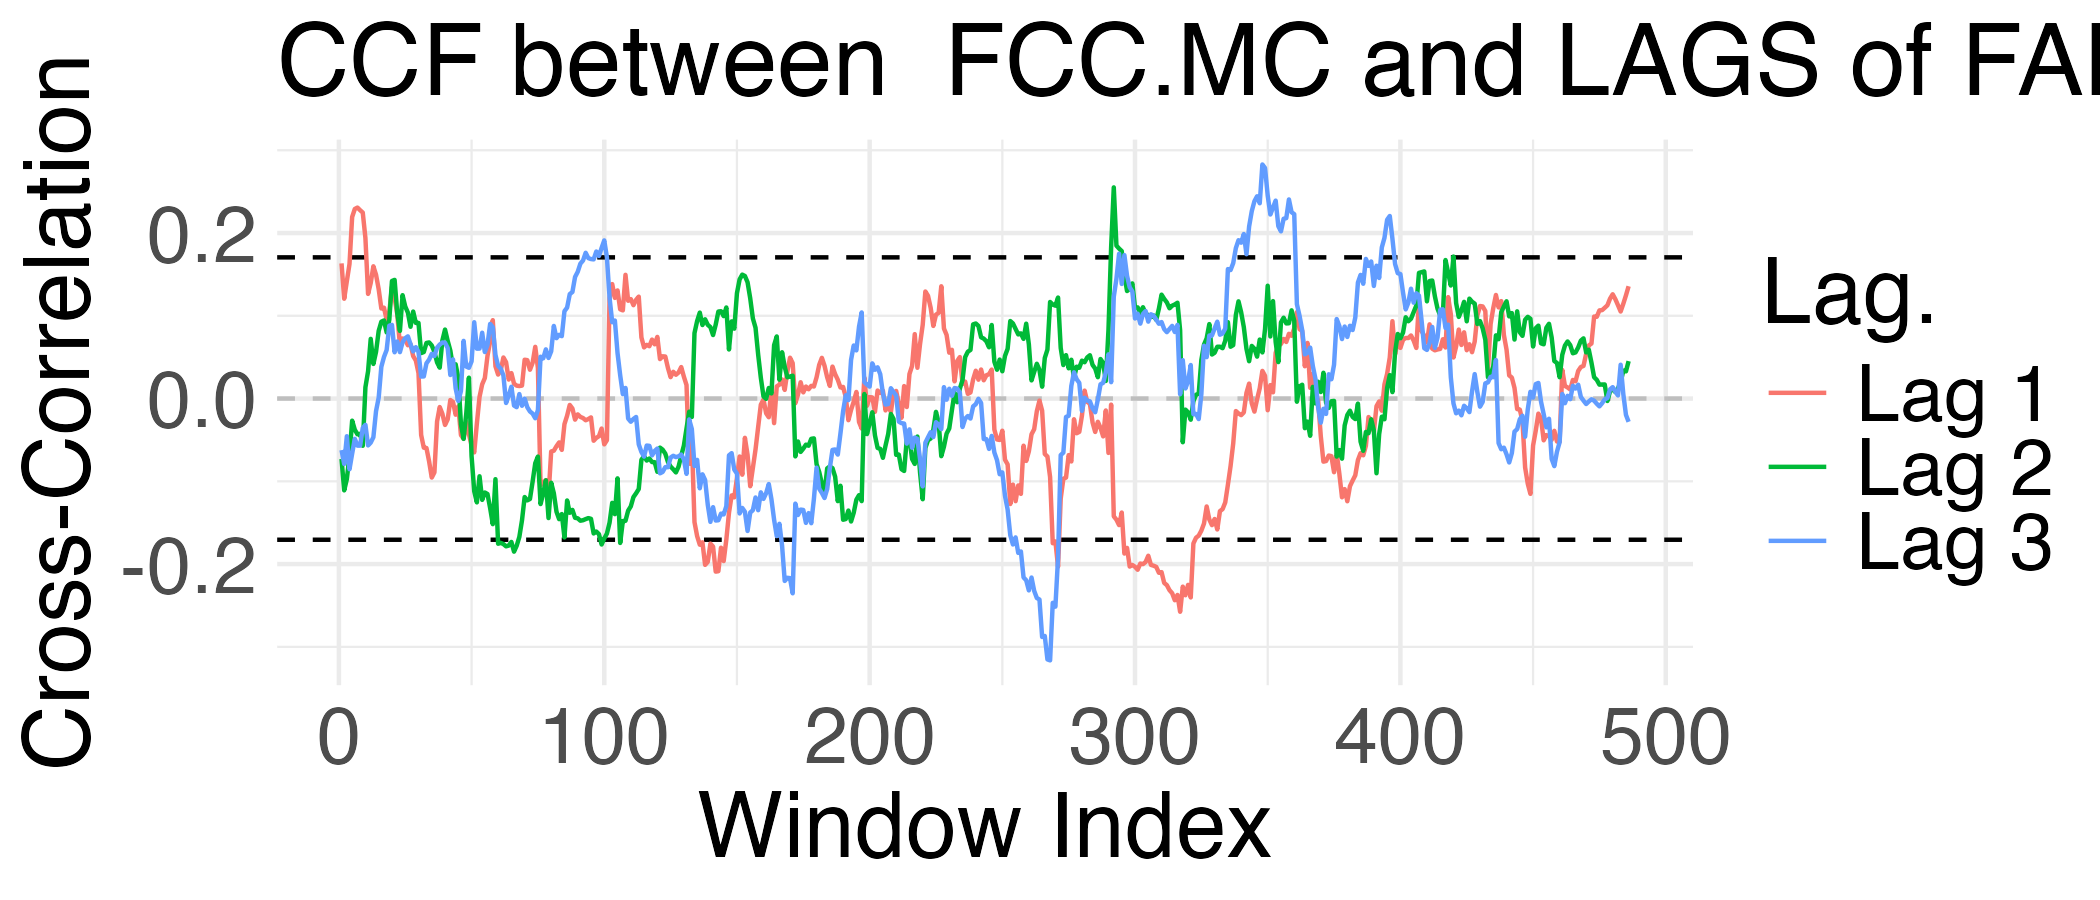 CCF between  FCC.MC and LAGS of FA
Cross-Correlation
0.2
0.0
-0.2
0 100 200 300 400 500
Window Index
Lag.
Lag 1
Lag 2
Lag 3